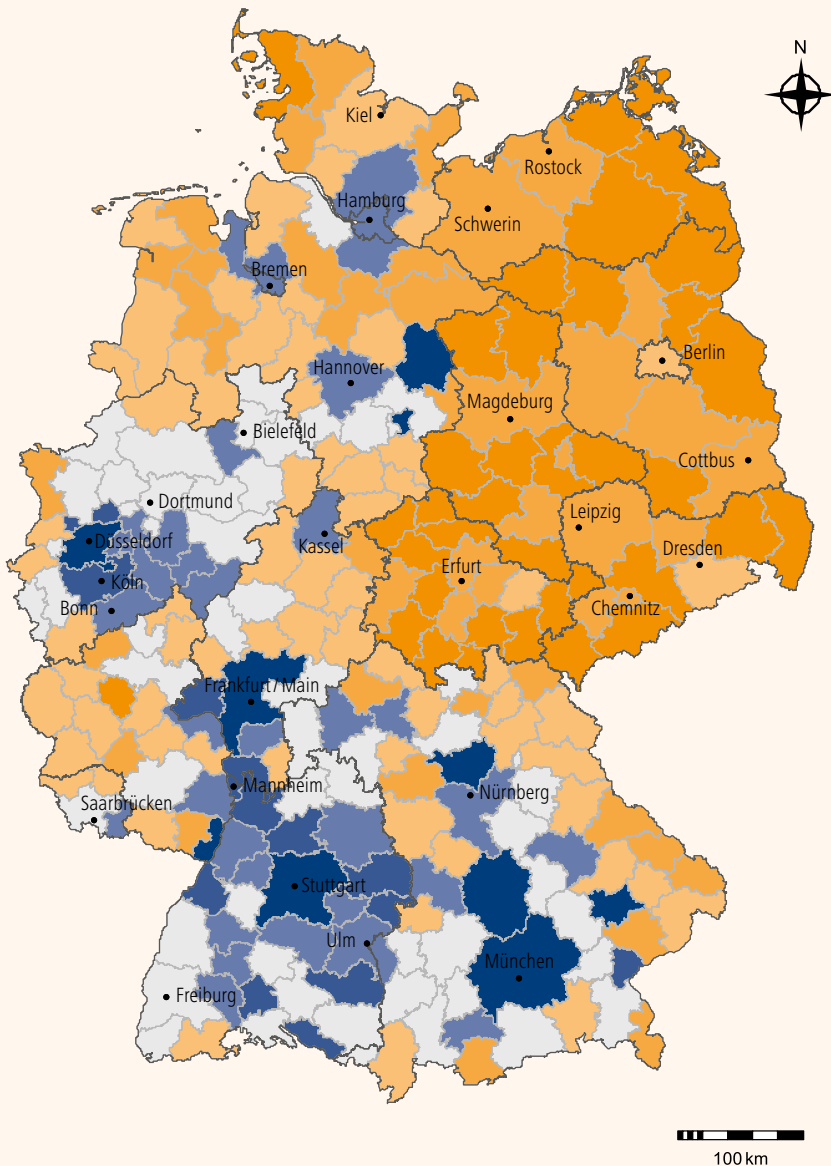 N
Kiel
Rostock
Hamburg
Schwerin
Bremen
Berlin
Hannover
Magdeburg
Bielefeld
Cottbus
Dortmund
Leipzig
Düsseldorf
Kassel
Dresden
Erfurt
Köln
Chemnitz
Bonn
Frankfurt/Main
Mannheim
Nürnberg
Saarbrücken
Stuttgart
Ulm
München
Freiburg
100 km